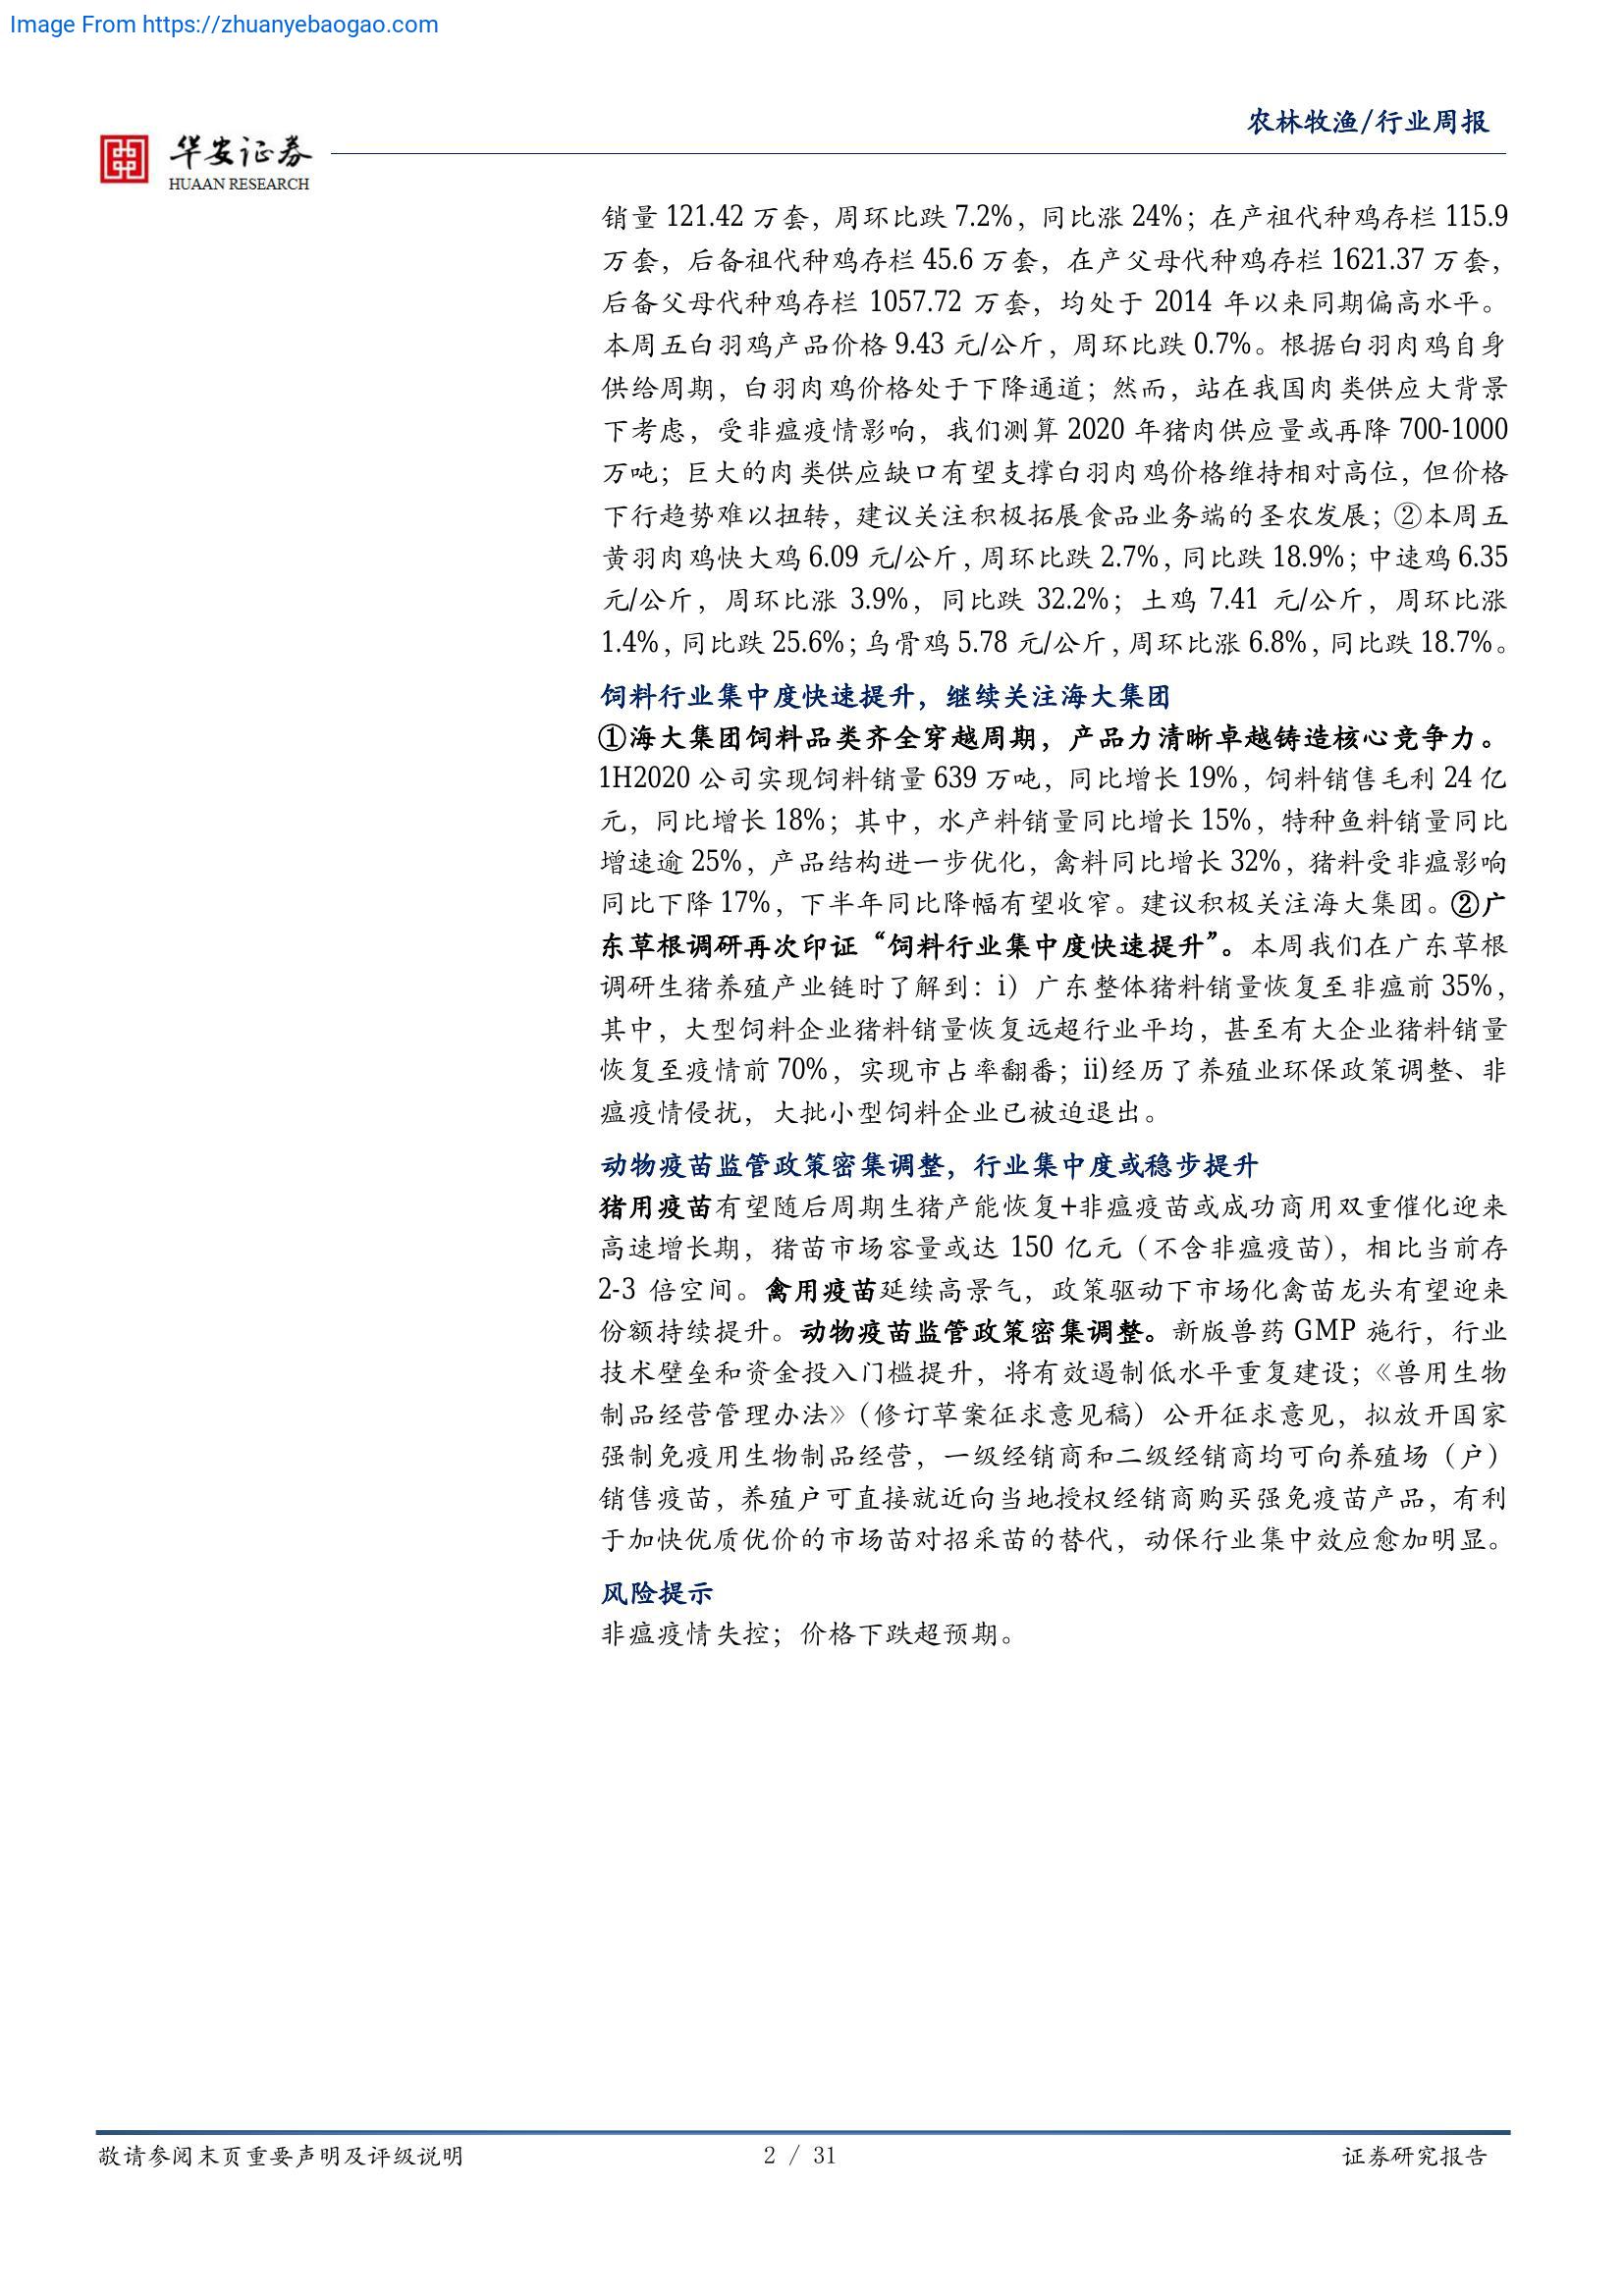 Image From https://zhuanyebaogao.com
农林牧渔/行业周报
华安证券
HUAAN RESEARCH
销量 121.42 万套，周环比跌 7.2%，同比涨 24%；在产祖代种鸡存栏 115.9
万套，后备祖代种鸡存栏 45.6 万套，在产父母代种鸡存栏 1621.37 万套，
后备父母代种鸡存栏 1057.72 万套，均处于 2014 年以来同期偏高水平。
本周五白羽鸡产品价格 9.43 元/公斤，周环比跌 0.7%。根据白羽肉鸡自身
供给周期，白羽肉鸡价格处于下降通道；然而，站在我国肉类供应大背景
下考虑，受非瘟疫情影响，我们测算 2020 年猪肉供应量或再降 700-1000
万吨；巨大的肉类供应缺口有望支撑白羽肉鸡价格维持相对高位，但价格
下行趋势难以扭转，建议关注积极拓展食品业务端的圣农发展；②本周五
黄羽肉鸡快大鸡 6.09 元/公斤，周环比跌 2.7%，同比跌 18.9%；中速鸡 6.35
元/公斤，周环比涨 3.9%，同比跌 32.2%；土鸡 7.41 元/公斤，周环比涨
1.4%，同比跌 25.6%；乌骨鸡 5.78 元/公斤，周环比涨 6.8%，同比跌 18.7%。
饲料行业集中度快速提升，继续关注海大集团
①海大集团饲料品类齐全穿越周期，产品力清晰卓越铸造核心竞争力。
1H2020 公司实现饲料销量 639 万吨，同比增长 19%，饲料销售毛利 24 亿
元，同比增长 18%；其中，水产料销量同比增长 15%，特种鱼料销量同比
增速逾 25%，产品结构进一步优化，禽料同比增长 32%，猪料受非瘟影响
同比下降 17%，下半年同比降幅有望收窄。建议积极关注海大集团。②广
东草根调研再次印证“饲料行业集中度快速提升”。本周我们在广东草根
调研生猪养殖产业链时了解到：i）广东整体猪料销量恢复至非瘟前 35%，
其中，大型饲料企业猪料销量恢复远超行业平均，甚至有大企业猪料销量
恢复至疫情前 70%，实现市占率翻番；ii)经历了养殖业环保政策调整、非
瘟疫情侵扰，大批小型饲料企业已被迫退出。
动物疫苗监管政策密集调整，行业集中度或稳步提升
猪用疫苗有望随后周期生猪产能恢复+非瘟疫苗或成功商用双重催化迎来
高速增长期，猪苗市场容量或达 150 亿元（不含非瘟疫苗），相比当前存
2-3 倍空间。禽用疫苗延续高景气，政策驱动下市场化禽苗龙头有望迎来
份额持续提升。动物疫苗监管政策密集调整。新版兽药 GMP 施行，行业
技术壁垒和资金投入门槛提升，将有效遏制低水平重复建设；《兽用生物
制品经营管理办法》（修订草案征求意见稿）公开征求意见，拟放开国家
强制免疫用生物制品经营，一级经销商和二级经销商均可向养殖场（户）
销售疫苗，养殖户可直接就近向当地授权经销商购买强免疫苗产品，有利
于加快优质优价的市场苗对招采苗的替代，动保行业集中效应愈加明显。
风险提示
非瘟疫情失控；价格下跌超预期。
敬请参阅末页重要声明及评级说明
2 / 31
证券研究报告